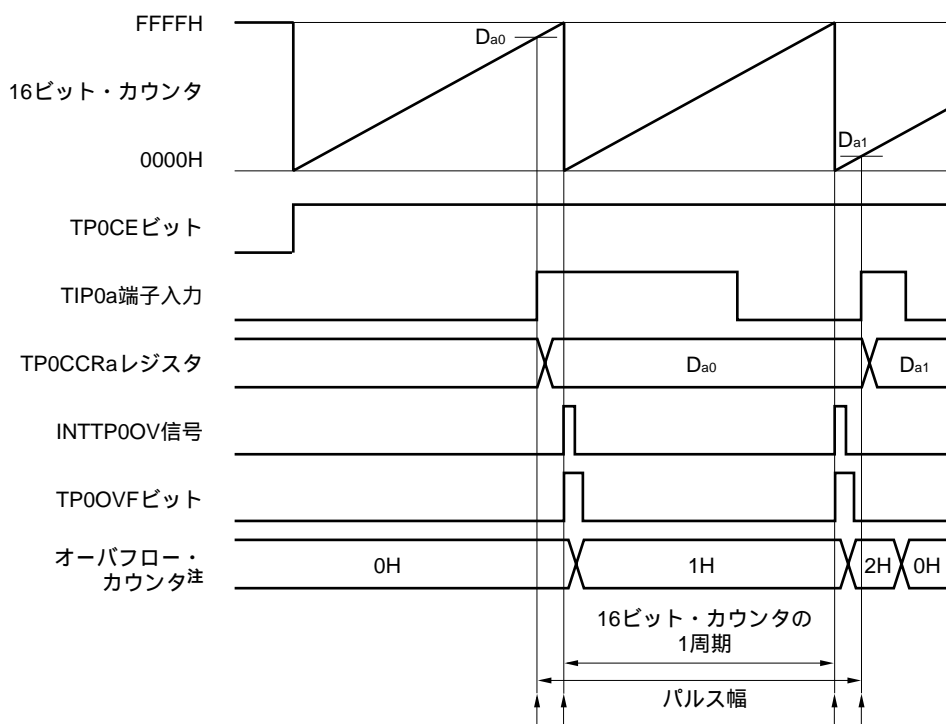 FFFFH
Da0
16ビット・カウンタ
0000H
Da1
TP0CEビット
TIP0a端子入力
TP0CCRaレジスタ
Da0
Da1
INTTP0OV信号
TP0OVFビット
オーバフロー・
カウンタ注
0H
1H
2H
0H
16ビット・カウンタの
1周期
パルス幅